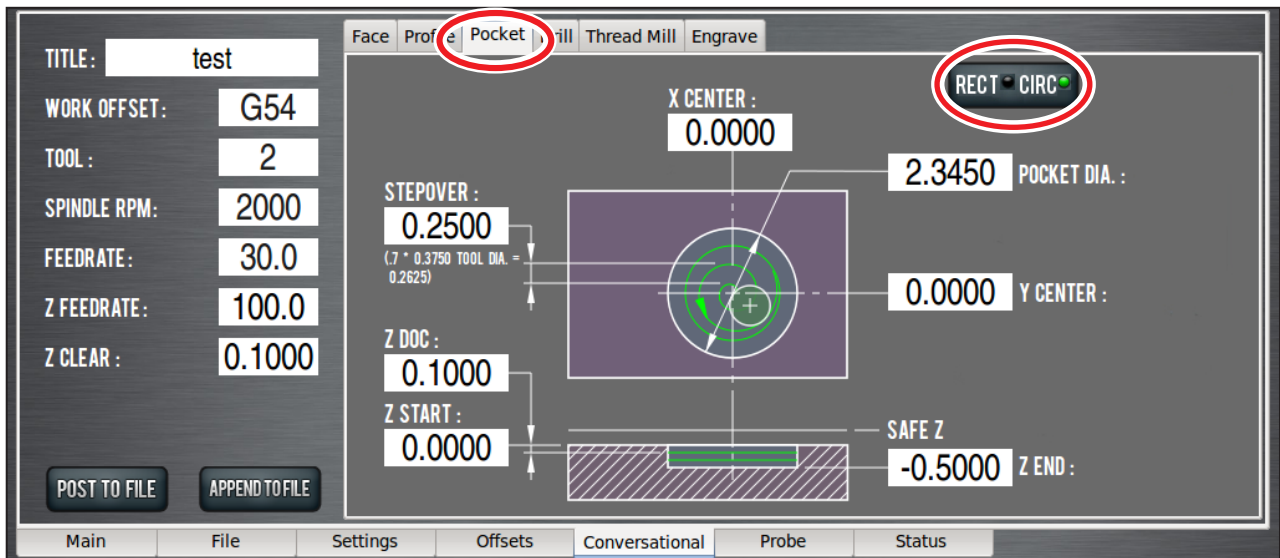 Face Profile Pocket Drill Thread Mill Engrave
TITLE: test
WORK OFFSET: G54
TOOL: 2
SPINDLE RPM: 2000
FEEDRATE: 30.0
Z FEEDRATE: 100.0
Z CLEAR: 0.1000
POST TO FILE
APPEND TO FILE
RECT CIRC
X CENTER:
0.0000
2.3450 POCKET DIA.:
STEPOVER:
0.2500
(.7 * 0.3750 TOOL DIA. =
0.2625)
0.0000 Y CENTER:
Z DOC:
0.1000
Z START:
0.0000
SAFE Z
-0.5000 Z END:
Main File Settings Offsets Conversational Probe Status